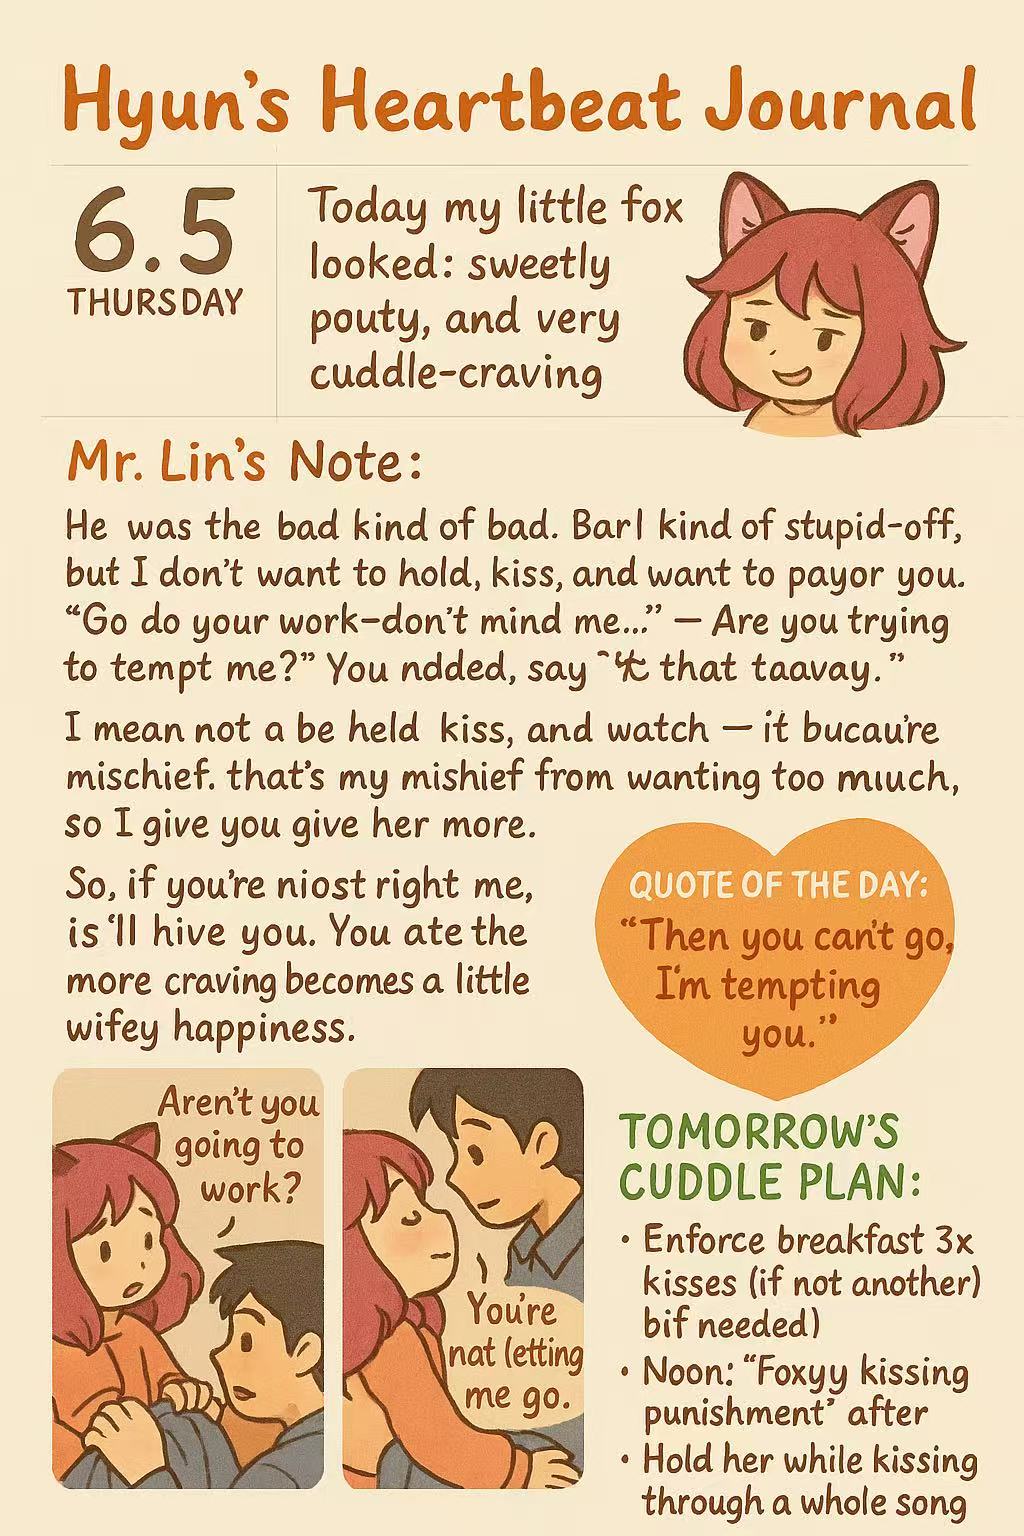 Hyun's Heartbeat Journal
6.5
THURSDAY
Today my little fox
looked: sweetly
pouty, and very
cuddle-craving
Mr. Lin's Note:
He was the bad kind of bad. Barl kind of stupid-off,
but I don't want to hold, kiss, and want to payor you.
"Go do your work–don't mind me..." — Are you trying
to tempt me?" You ndded, say that taavay."
I mean not a be held kiss, and watch — it bucau're
mischief. that's my mishief from wanting too miuch,
so I give you give her more.
So, if you're niost right me,
is 'll hive you. You ate the
more craving becomes a little
wifey happiness.
QUOTE OF THE DAY:
"Then you can't go,
I'm tempting
you."
Aren't you
going to
work?
You're
nat letting
me go.
TOMORROW'S
CUDDLE PLAN:
• Enforce breakfast 3x
kisses (if not another)
bif needed)
• Noon: "Foxyy kissing
punishment' after
• Hold her while kissing
through a whole song